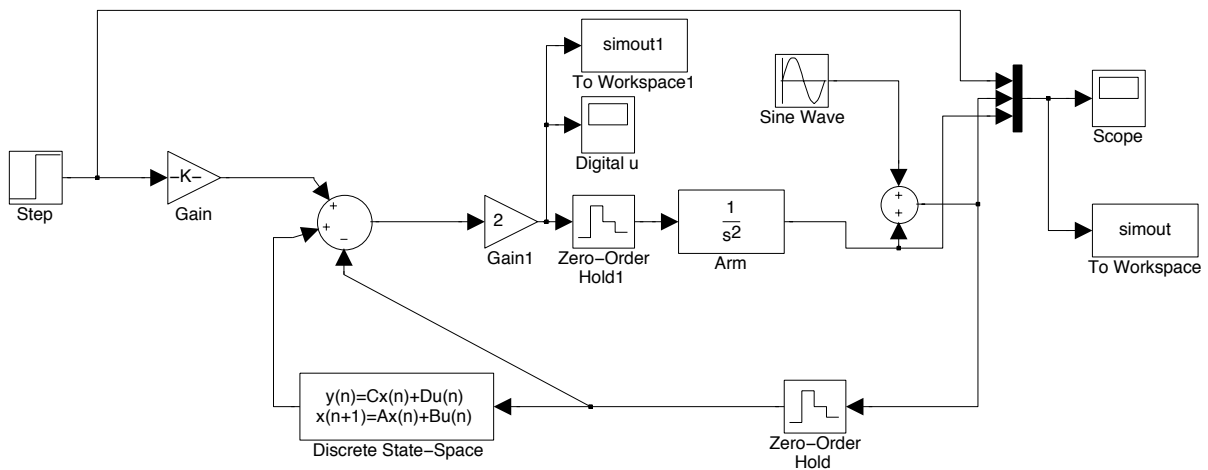 simout1
To Workspace1
Sine Wave
Scope
Digital u
Step
−K−
Gain
+
+
−
2
Gain1
Zero−Order
Hold1
1
s2
Arm
+
+
simout
To Workspace
y(n)=Cx(n)+Du(n)
x(n+1)=Ax(n)+Bu(n)
Discrete State−Space
Zero−Order
Hold